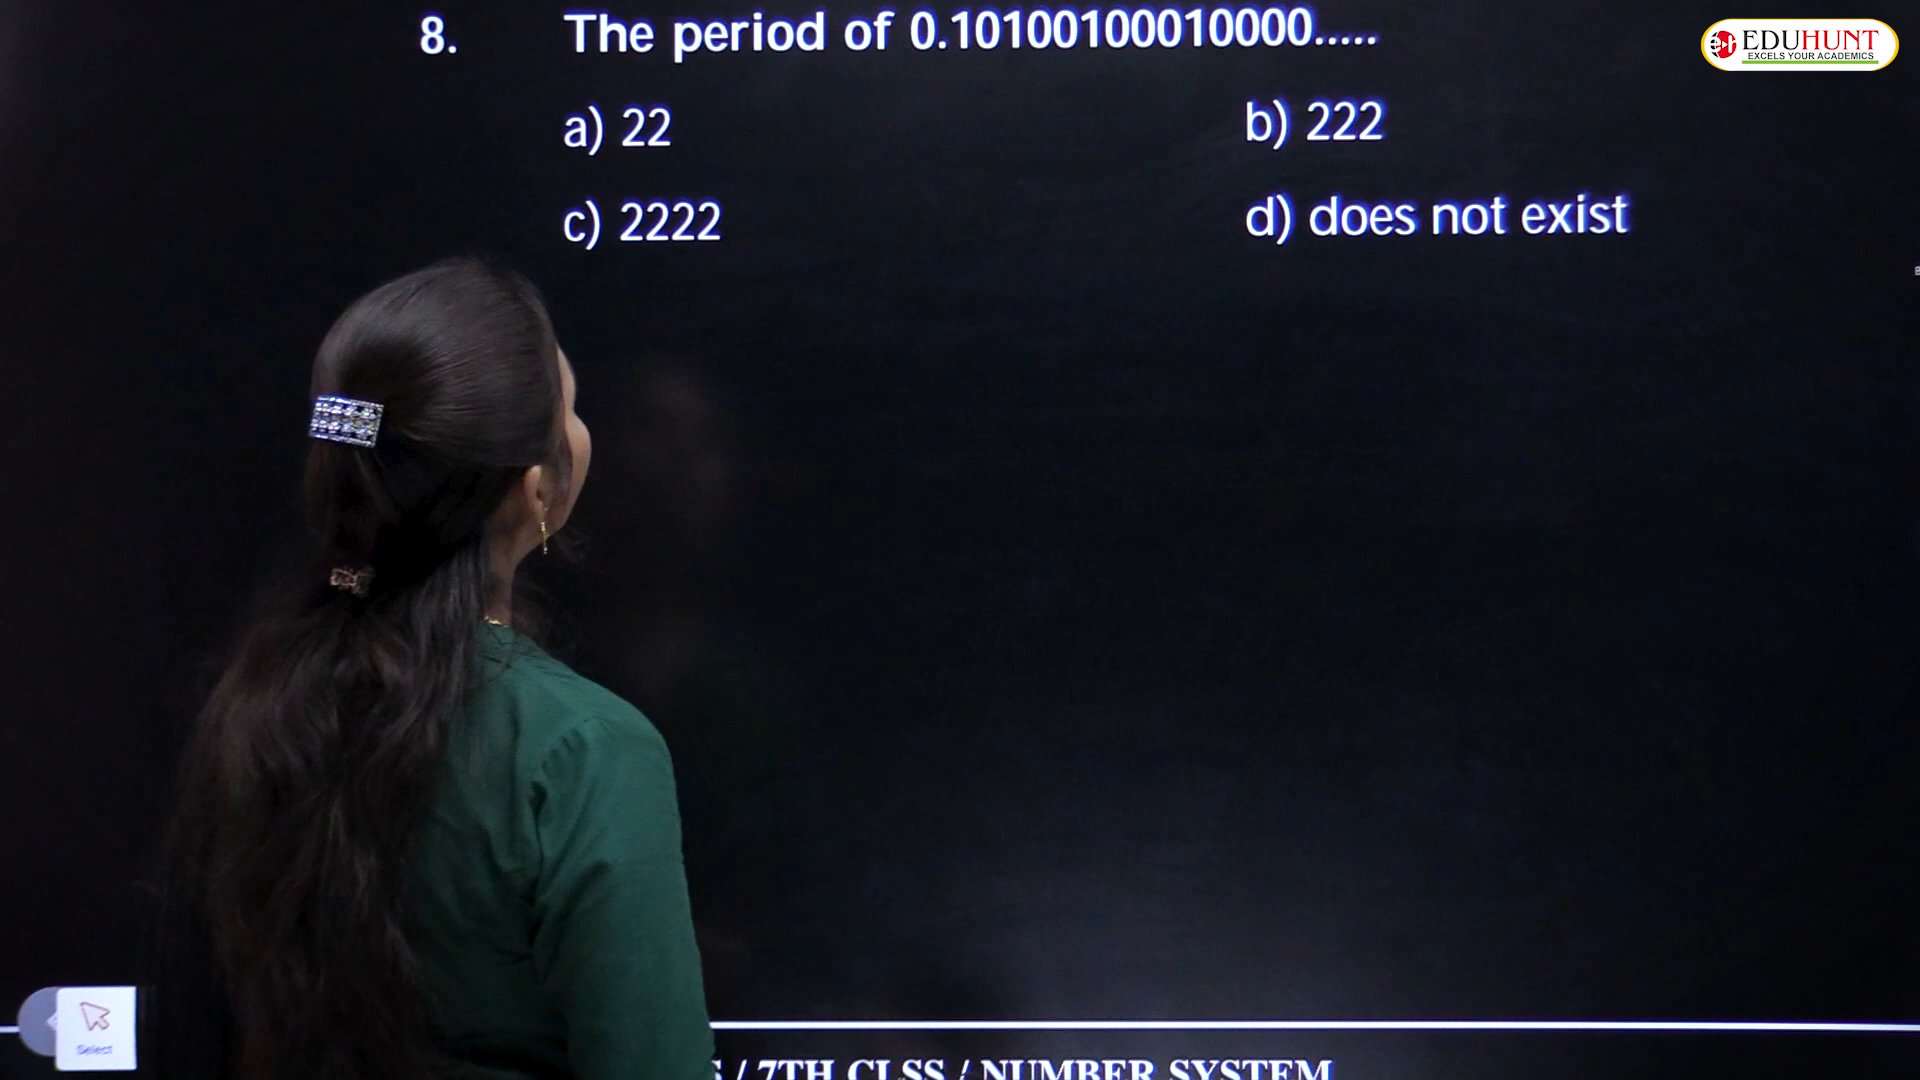 8. The period of 0.10100100010000.....
EDUHUNT
EXCELS YOUR ACADEMICS
a) 22 b) 222
c) 2222 d) does not exist
Select
/ 7TH CLSS / NUMBER SYSTEM